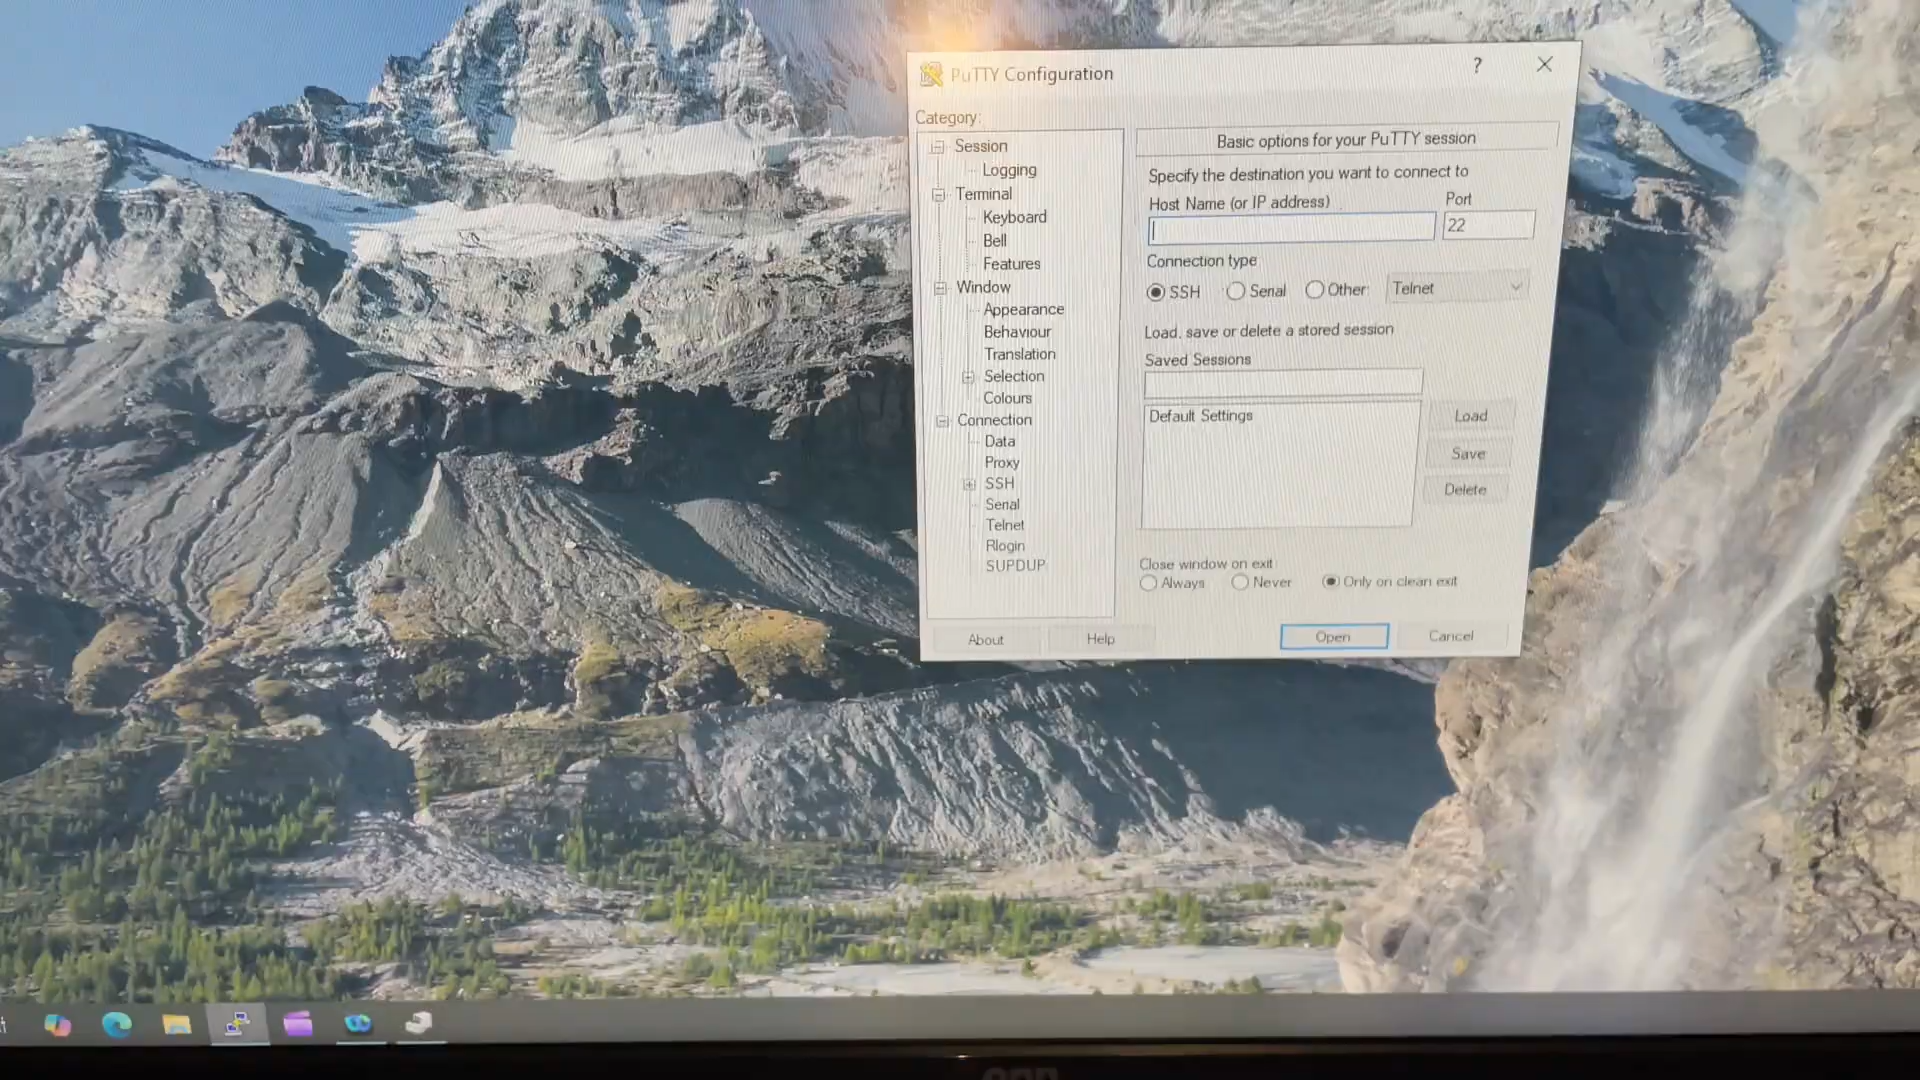 PuTTY Configuration
?
Category:
Session
Logging
Terminal
Keyboard
Bell
Features
Window
Appearance
Behaviour
Translation
Selection
Colours
Connection
Data
Proxy
SSH
Serial
Telnet
Rlogin
SUPDUP
Basic options for your PuTTY session
Specify the destination you want to connect to
Host Name (or IP address) Port
22
Connection type
SSH Serial Other: Telnet
Load, save or delete a stored session
Saved Sessions
Default Settings
Load
Save
Delete
Close window on exit
Always Never Only on clean exit
About Help Open Cancel